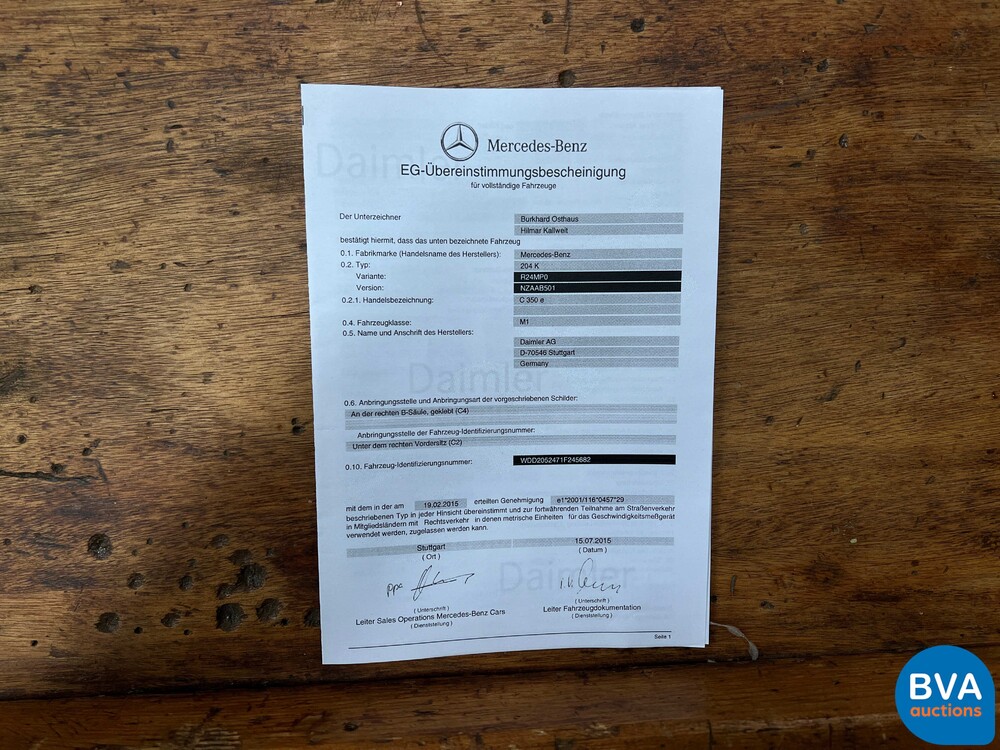 Mercedes-Benz
EG-Übereinstimmungsbescheinigung
für vollständige Fahrzeuge
Der Unterzeichner
Burkhard Osthaus
Hilmar Kallweit
bestätigt hiermit, dass das unten bezeichnete Fahrzeug
0.1. Fabrikmarke (Handelsname des Herstellers): Mercedes-Benz
0.2. Typ: 204 K
Variante: R24MP0
Version: NZAAB501
0.2.1. Handelsbezeichnung: C 350 e
0.4. Fahrzeugklasse: M1
0.5. Name und Anschrift des Herstellers:
Daimler AG
D-70546 Stuttgart
Germany
0.6. Anbringungsstelle und Anbringungsart der vorgeschriebenen Schilder:
An der rechten B-Säule, geklebt (C4)
Anbringungsstelle der Fahrzeug-Identifizierungsnummer:
Unter dem rechten Vordersitz (C2)
0.10. Fahrzeug-Identifizierungsnummer: WDD2052471F245682
mit dem in der am 19.02.2015 erteilten Genehmigung e1*2001/116*0457*29
beschriebenen Typ in jeder Hinsicht übereinstimmt und zur fortwährenden Teilnahme am Straßenverkehr
in Mitgliedsländern mit Rechtsverkehr in denen metrische Einheiten für das Geschwindigkeitsmeßgerät
verwendet werden, zugelassen werden kann.
Stuttgart 15.07.2015
( Ort ) ( Datum )
ppa
( Unterschrift ) ( Unterschrift )
Leiter Sales Operations Mercedes-Benz Cars Leiter Fahrzeugdokumentation
( Dienststellung ) ( Dienststellung )
Seite 1
Daimler
Daimler
Daimler
BVA
auctions